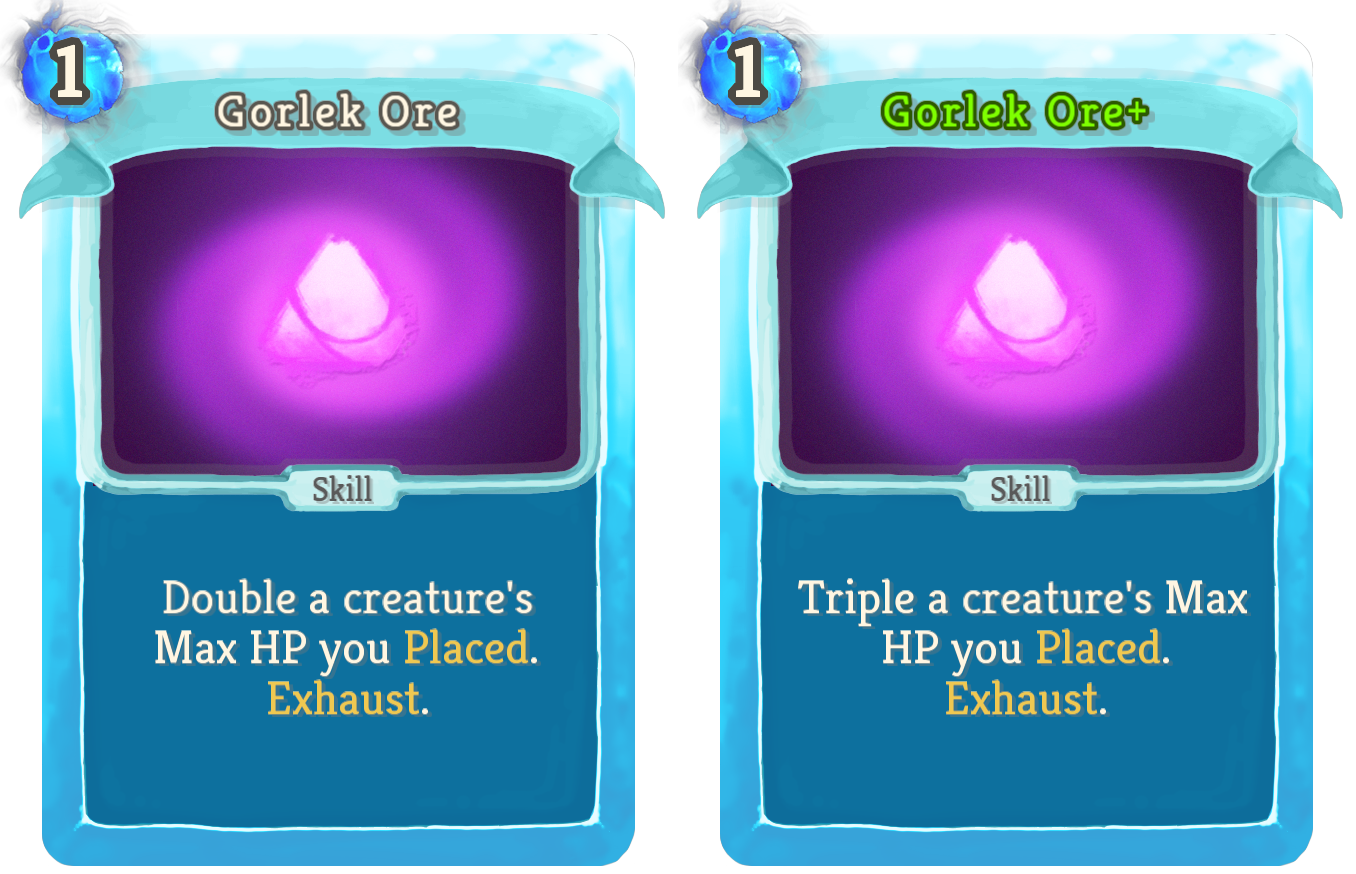 1
Gorlek Ore
Skill
Double a creature's
Max HP you Placed.
Exhaust.
1
Gorlek Ore+
Skill
Triple a creature's Max
HP you Placed.
Exhaust.